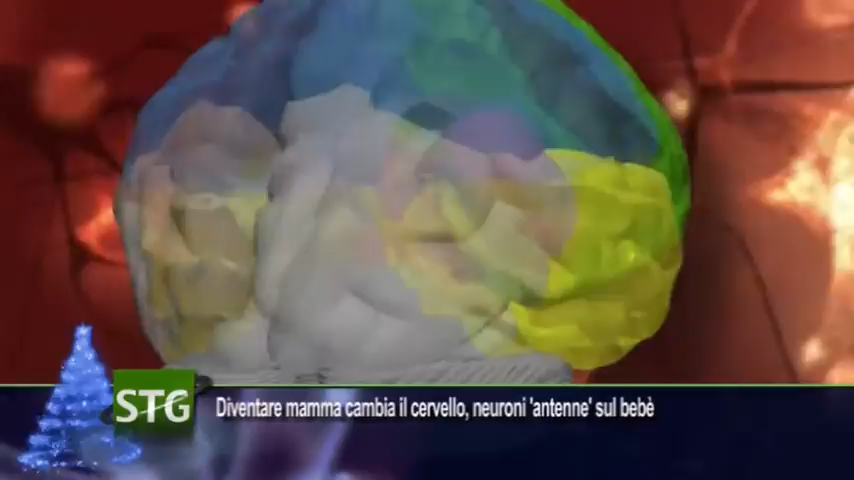 STG
Diventare mamma cambia il cervello, neuroni 'antenne' sul bebè